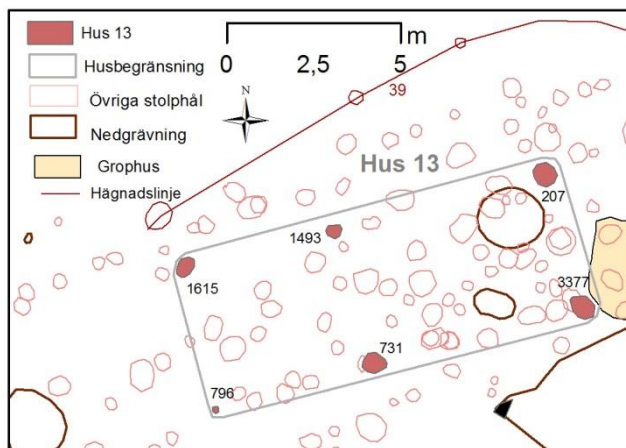 Hus 13
Husbegränsning
Övriga stolphål
Nedgrävning
Grophus
Hägnadslinje
m
0 2,5 5
N
39
Hus 13
207
1493
1615
3377
731
796